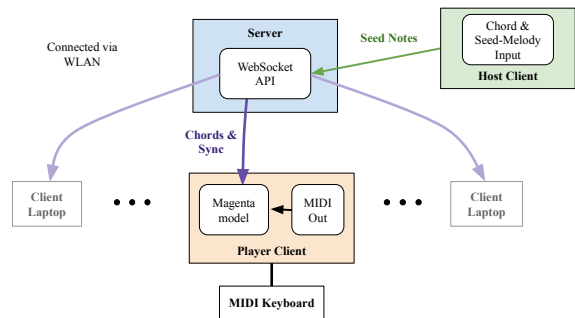 Connected via
WLAN
Server
WebSocket
API
Seed Notes
Chord &
Seed-Melody
Input
Host Client
Chords &
Sync
Client
Laptop
Magenta
model
MIDI
Out
Player Client
Client
Laptop
MIDI Keyboard